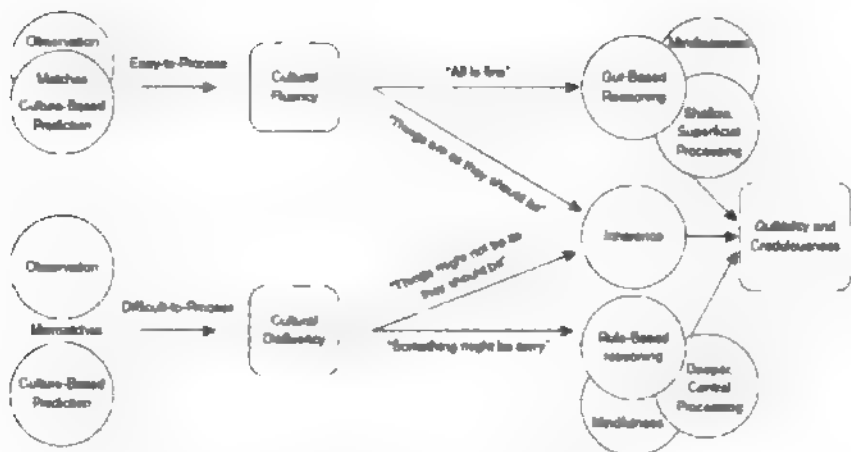 Observation
Matches
Culture-Based
Prediction
Easy-to-Process
Cultural
Fluency
"All is fine"
Gut-Based
Reasoning
Mindlessness
Shallow,
Superficial
Processing
"Things are as they should be"
Inherence
Gullibility and
Credulousness
Observation
Mismatches
Culture-Based
Prediction
Difficult-to-Process
Cultural
Disfluency
"Things might not be as
they should be"
"Something might be awry"
Rule-Based
reasoning
Mindfulness
Deeper,
Central
Processing